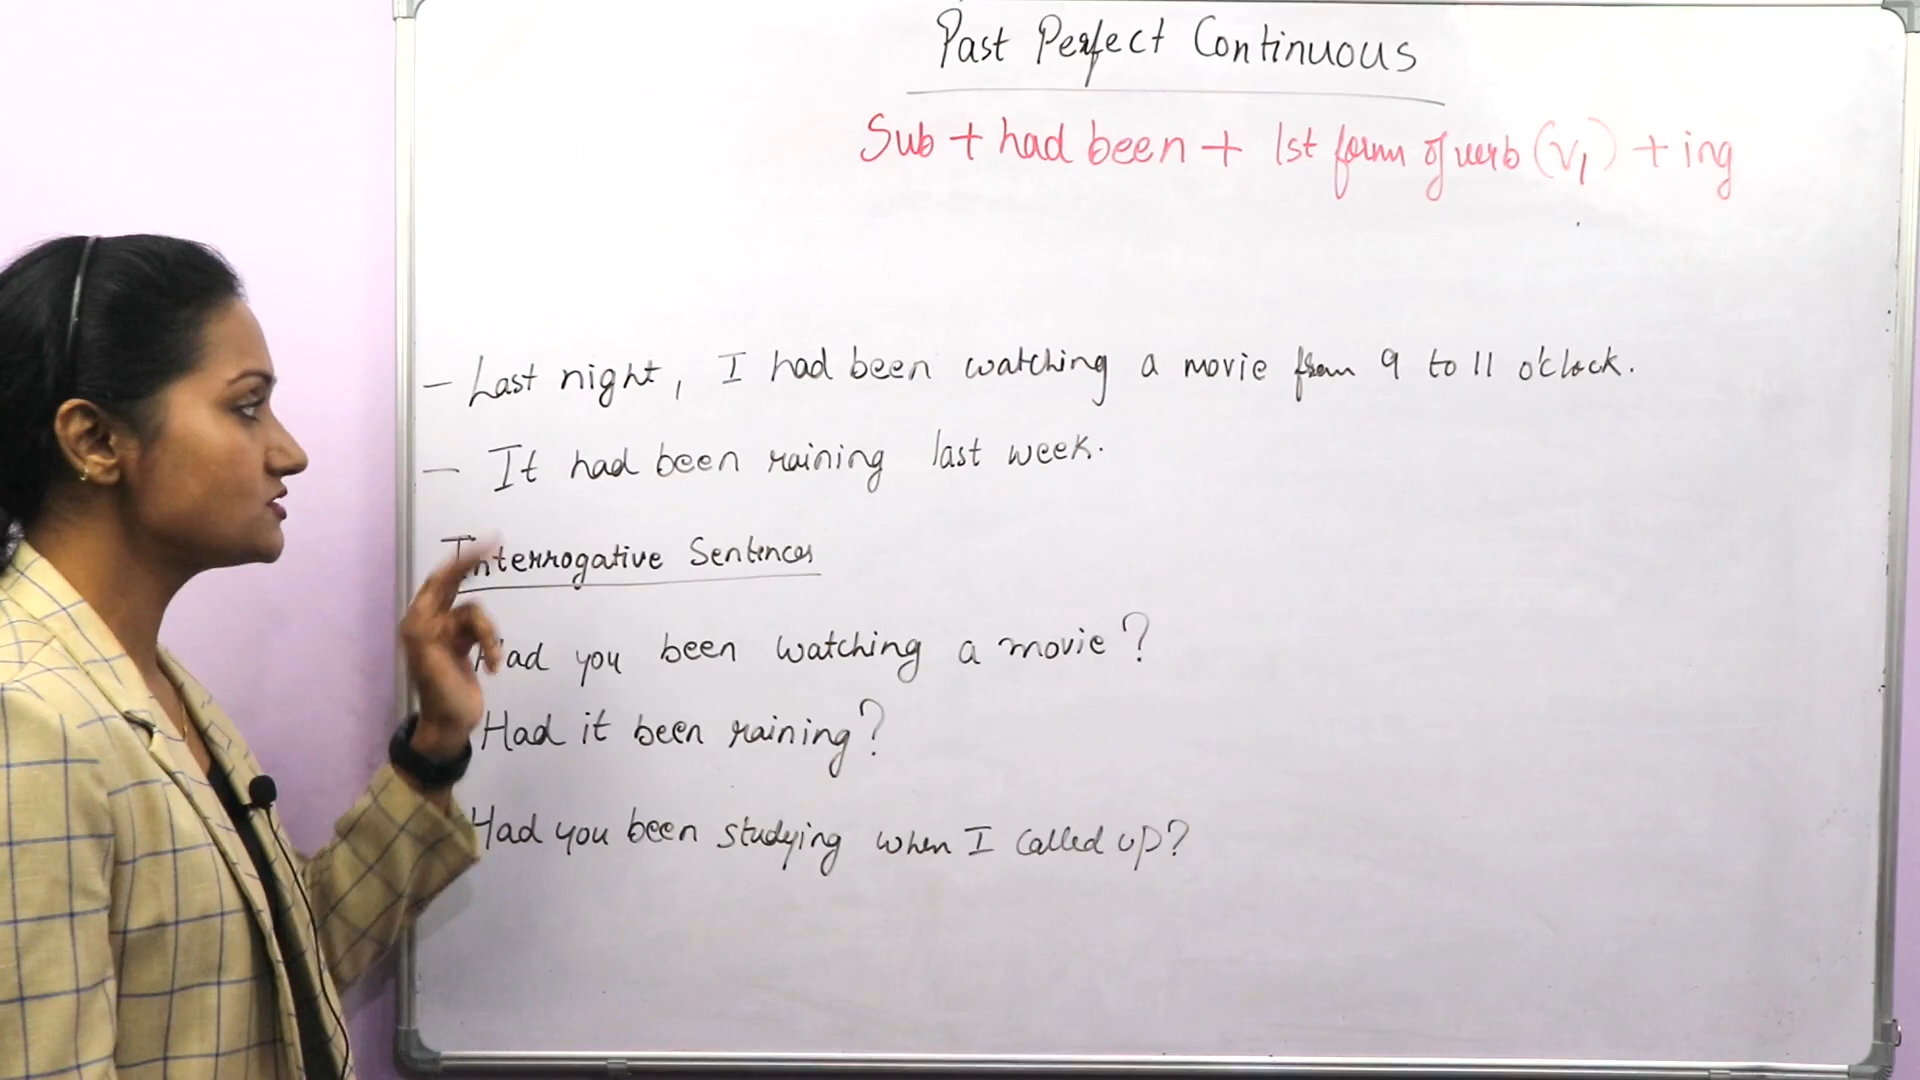 Past Perfect Continuous
Sub + had been + 1st form of verb (V1) + ing
- Last night, I had been watching a movie from 9 to 11 o'clock.
- It had been raining last week.
Interrogative Sentences
Had you been watching a movie?
Had it been raining?
Had you been studying when I called up?